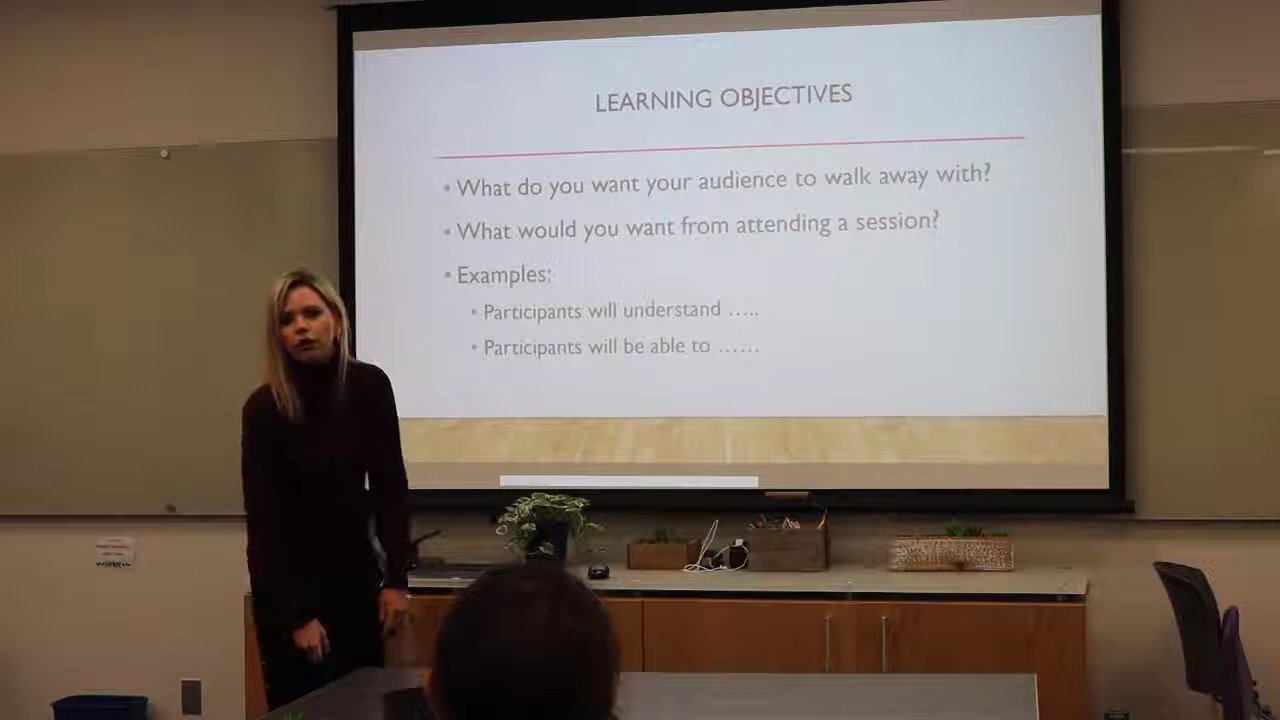 LEARNING OBJECTIVES
• What do you want your audience to walk away with?
• What would you want from attending a session?
• Examples:
• Participants will understand …..
• Participants will be able to ……